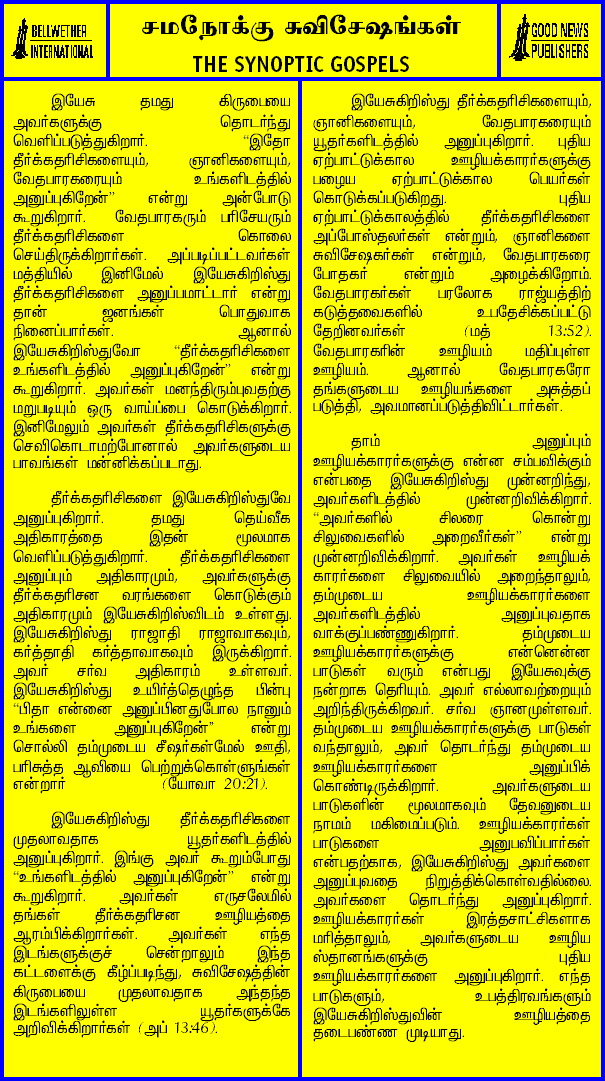 BELLWETHER
INTERNATIONAL
சமநோக்கு சுவிசேஷங்கள்
THE SYNOPTIC GOSPELS
GOOD NEWS
PUBLISHERS
இயேசு தமது கிருபையை
அவர்களுக்கு தொடர்ந்து
வெளிப்படுத்துகிறார். “இதோ
தீர்க்கதரிசிகளையும், ஞானிகளையும்,
வேதபாரகரையும் உங்களிடத்தில்
அனுப்புகிறேன்” என்று அன்போடு
கூறுகிறார். வேதபாரகரும் பரிசேயரும்
தீர்க்கதரிசிகளை கொலை
செய்திருக்கிறார்கள். அப்படிப்பட்டவர்கள்
மத்தியில் இனிமேல் இயேசுகிறிஸ்து
தீர்க்கதரிசிகளை அனுப்பமாட்டார் என்று
தான் ஜனங்கள் பொதுவாக
நினைப்பார்கள். ஆனால்
இயேசுகிறிஸ்துவோ “தீர்க்கதரிசிகளை
உங்களிடத்தில் அனுப்புகிறேன்” என்று
கூறுகிறார். அவர்கள் மனந்திரும்புவதற்கு
மறுபடியும் ஒரு வாய்ப்பை கொடுக்கிறார்.
இனிமேலும் அவர்கள் தீர்க்கதரிசிகளுக்கு
செவிகொடாமற்போனால் அவர்களுடைய
பாவங்கள் மன்னிக்கப்படாது.
தீர்க்கதரிசிகளை இயேசுகிறிஸ்துவே
அனுப்புகிறார். தமது தெய்வீக
அதிகாரத்தை இதன் மூலமாக
வெளிப்படுத்துகிறார். தீர்க்கதரிசிகளை
அனுப்பும் அதிகாரமும், அவர்களுக்கு
தீர்க்கதரிசன வரங்களை கொடுக்கும்
அதிகாரமும் இயேசுகிறிஸ்விடம் உள்ளது.
இயேசுகிறிஸ்து ராஜாதி ராஜாவாகவும்,
கர்த்தாதி கர்த்தாவாகவும் இருக்கிறார்.
அவர் சர்வ அதிகாரம் உள்ளவர்.
இயேசுகிறிஸ்து உயிர்த்தெழுந்த பின்பு
“பிதா என்னை அனுப்பினதுபோல நானும்
உங்களை அனுப்புகிறேன்” என்று
சொல்லி தம்முடைய சீஷர்கள்மேல் ஊதி,
பரிசுத்த ஆவியை பெற்றுக்கொள்ளுங்கள்
என்றார் (யோவா 20:21).
இயேசுகிறிஸ்து தீர்க்கதரிசிகளை
முதலாவதாக யூதர்களிடத்தில்
அனுப்புகிறார். இங்கு அவர் கூறும்போது
“உங்களிடத்தில் அனுப்புகிறேன்” என்று
கூறுகிறார். அவர்கள் எருசலேமில்
தங்கள் தீர்க்கதரிசன ஊழியத்தை
ஆரம்பிக்கிறார்கள். அவர்கள் எந்த
இடங்களுக்குச் சென்றாலும் இந்த
கட்டளைக்கு கீழ்ப்படிந்து, சுவிசேஷத்தின்
கிருபையை முதலாவதாக அந்தந்த
இடங்களிலுள்ள யூதர்களுக்கே
அறிவிக்கிறார்கள் (அப் 13:46).
இயேசுகிறிஸ்து தீர்க்கதரிசிகளையும்,
ஞானிகளையும், வேதபாரகரையும்
யூதர்களிடத்தில் அனுப்புகிறார். புதிய
ஏற்பாட்டுக்கால ஊழியக்காரர்களுக்கு
பழைய ஏற்பாட்டுக்கால பெயர்கள்
கொடுக்கப்படுகிறது. புதிய
ஏற்பாட்டுக்காலத்தில் தீர்க்கதரிசிகளை
அப்போஸ்தலர்கள் என்றும், ஞானிகளை
சுவிசேஷகர்கள் என்றும், வேதபாரகரை
போதகர் என்றும் அழைக்கிறோம்.
வேதபாரகர்கள் பரலோக ராஜ்யத்திற்
கடுத்தவைகளில் உபதேசிக்கப்பட்டு
தேறினவர்கள் (மத் 13:52).
வேதபாரகரின் ஊழியம் மதிப்புள்ள
ஊழியம். ஆனால் வேதபாரகரோ
தங்களுடைய ஊழியங்களை அசுத்தப்
படுத்தி, அவமானப்படுத்திவிட்டார்கள்.
தாம் அனுப்பும்
ஊழியக்காரர்களுக்கு என்ன சம்பவிக்கும்
என்பதை இயேசுகிறிஸ்து முன்னறிந்து,
அவர்களிடத்தில் முன்னறிவிக்கிறார்.
“அவர்களில் சிலரை கொன்று
சிலுவைகளில் அறைவீர்கள்” என்று
முன்னறிவிக்கிறார். அவர்கள் ஊழியக்
காரர்களை சிலுவையில் அறைந்தாலும்,
தம்முடைய ஊழியக்காரர்களை
அவர்களிடத்தில் அனுப்புவதாக
வாக்குப்பண்ணுகிறார். தம்முடைய
ஊழியக்காரர்களுக்கு என்னென்ன
பாடுகள் வரும் என்பது இயேசுவுக்கு
நன்றாக தெரியும். அவர் எல்லாவற்றையும்
அறிந்திருக்கிறவர். சர்வ ஞானமுள்ளவர்.
தம்முடைய ஊழியக்காரர்களுக்கு பாடுகள்
வந்தாலும், அவர் தொடர்ந்து தம்முடைய
ஊழியக்காரர்களை அனுப்பிக்
கொண்டிருக்கிறார். அவர்களுடைய
பாடுகளின் மூலமாகவும் தேவனுடைய
நாமம் மகிமைப்படும். ஊழியக்காரர்கள்
பாடுகளை அனுபவிப்பார்கள்
என்பதற்காக, இயேசுகிறிஸ்து அவர்களை
அனுப்புவதை நிறுத்திக்கொள்வதில்லை.
அவர்களை தொடர்ந்து அனுப்புகிறார்.
ஊழியக்காரர்கள் இரத்தசாட்சிகளாக
மரித்தாலும், அவர்களுடைய ஊழிய
ஸ்தானங்களுக்கு புதிய
ஊழியக்காரர்களை அனுப்புகிறார். எந்த
பாடுகளும், உபத்திரவங்களும்
இயேசுகிறிஸ்துவின் ஊழியத்தை
தடைபண்ண முடியாது.